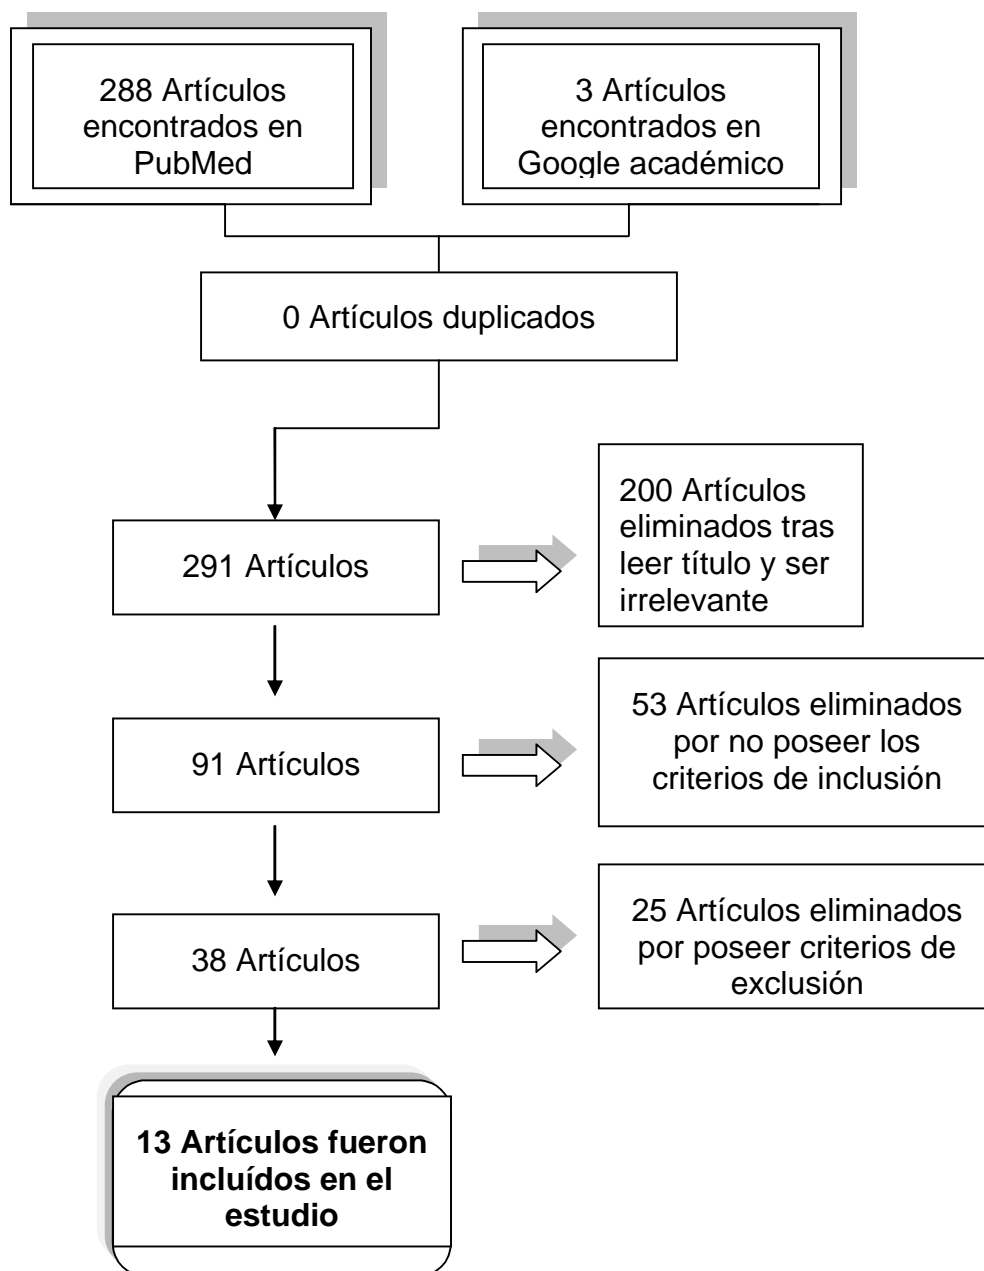 288 Artículos
encontrados en
PubMed
3 Artículos
encontrados en
Google académico
0 Artículos duplicados
291 Artículos
200 Artículos
eliminados tras
leer título y ser
irrelevante
91 Artículos
53 Artículos eliminados
por no poseer los
criterios de inclusión
38 Artículos
25 Artículos eliminados
por poseer criterios de
exclusión
13 Artículos fueron
incluídos en el
estudio